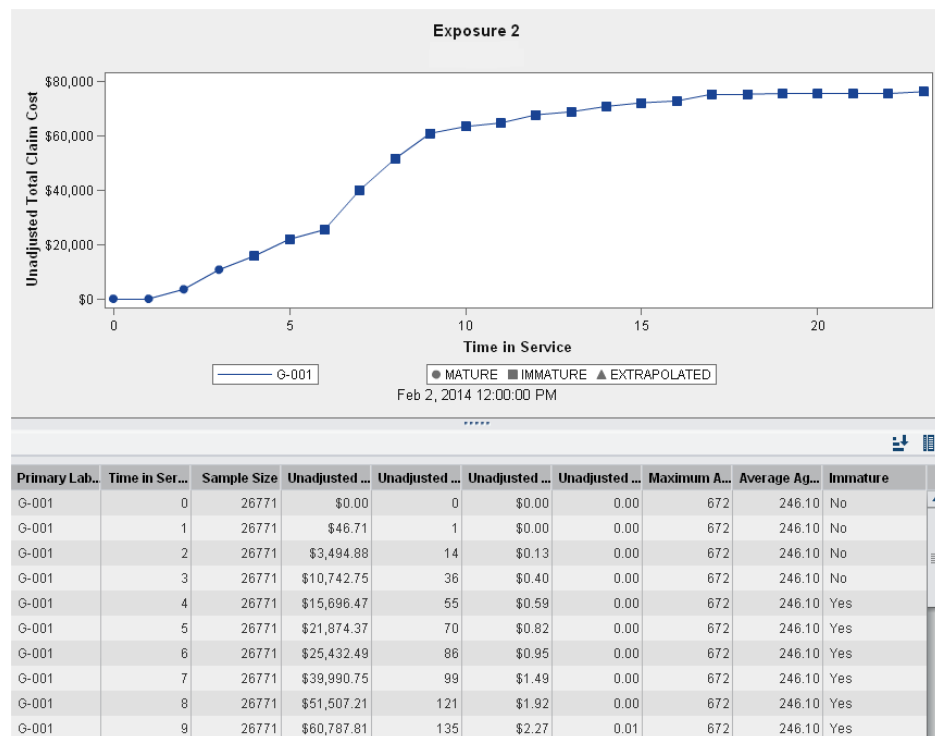 Exposure 2
Unadjusted Total Claim Cost
$80,000
$60,000
$40,000
$20,000
$0
0 5 10 15 20
Time in Service
G-001
MATURE IMMATURE EXTRAPOLATED
Feb 2, 2014 12:00:00 PM
Primary Lab... Time in Ser... Sample Size Unadjusted ... Unadjusted ... Unadjusted ... Unadjusted ... Maximum A... Average Ag... Immature
G-001 0 26771 $0.00 0 $0.00 0.00 672 246.10 No
G-001 1 26771 $46.71 1 $0.00 0.00 672 246.10 No
G-001 2 26771 $3,494.88 14 $0.13 0.00 672 246.10 No
G-001 3 26771 $10,742.75 36 $0.40 0.00 672 246.10 No
G-001 4 26771 $15,696.47 55 $0.59 0.00 672 246.10 Yes
G-001 5 26771 $21,874.37 70 $0.82 0.00 672 246.10 Yes
G-001 6 26771 $25,432.49 86 $0.95 0.00 672 246.10 Yes
G-001 7 26771 $39,990.75 99 $1.49 0.00 672 246.10 Yes
G-001 8 26771 $51,507.21 121 $1.92 0.00 672 246.10 Yes
G-001 9 26771 $60,787.81 135 $2.27 0.01 672 246.10 Yes